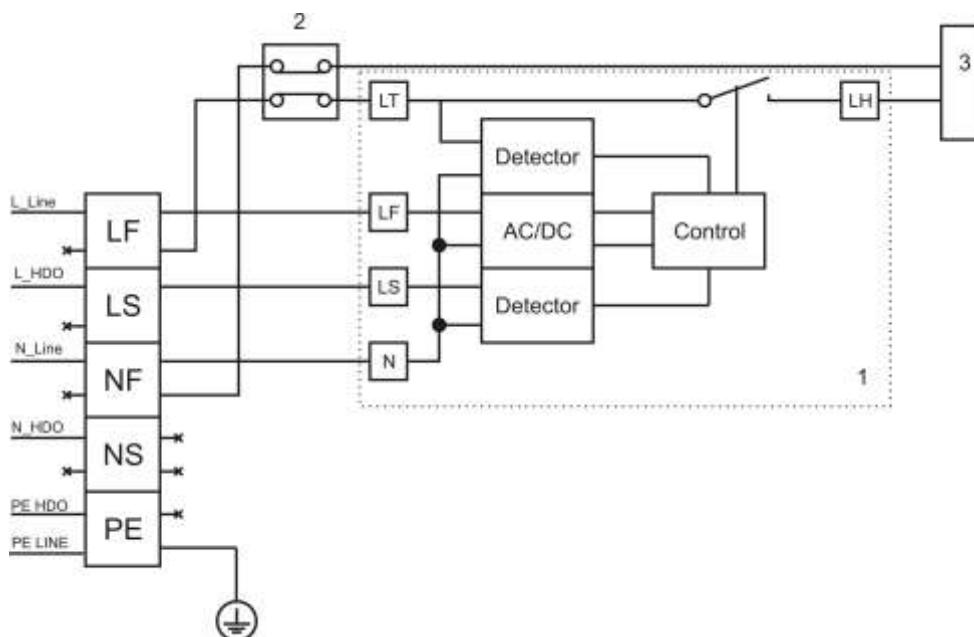 2
3
LT
LH
Detector
L_Line
LF
LF
AC/DC
Control
L_HDO
LS
LS
Detector
N_Line
NF
N
1
N_HDO
NS
PE HDO
PE
PE LINE